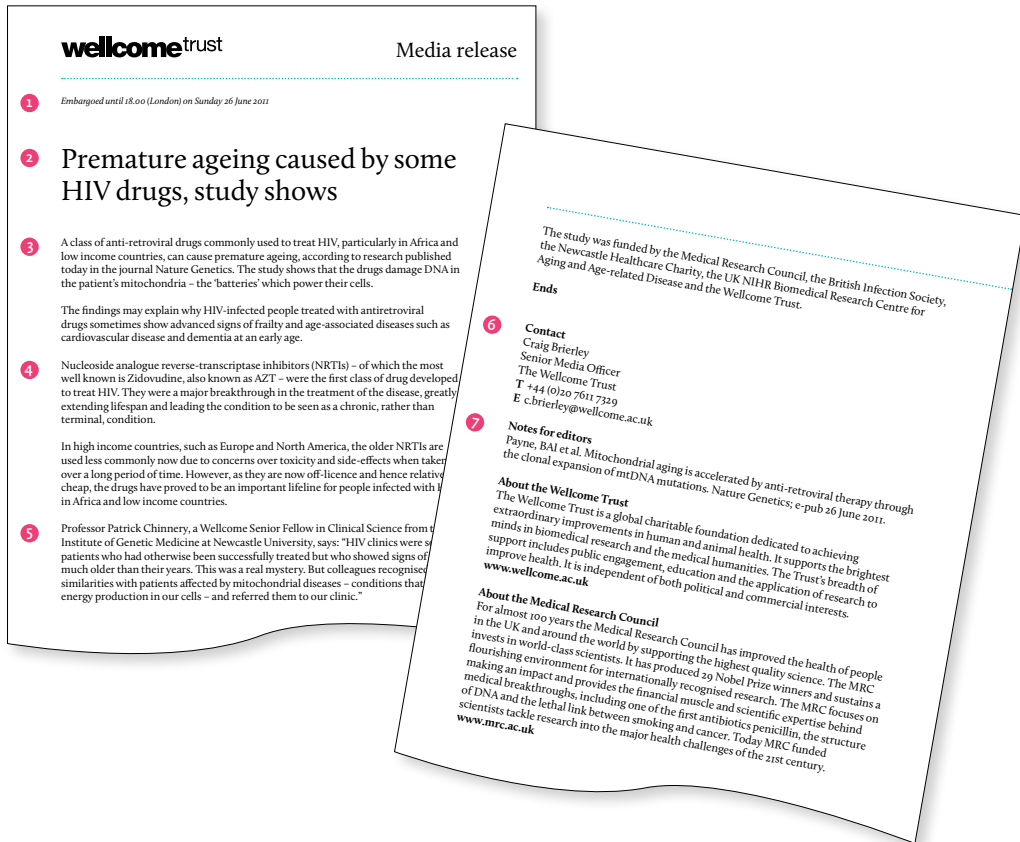 wellcometrust
Media release
1
Embargoed until 18.00 (London) on Sunday 26 June 2011
2
Premature ageing caused by some
HIV drugs, study shows
3
A class of anti-retroviral drugs commonly used to treat HIV, particularly in Africa and
low income countries, can cause premature ageing, according to research published
today in the journal Nature Genetics. The study shows that the drugs damage DNA in
the patient's mitochondria – the 'batteries' which power their cells.
The findings may explain why HIV-infected people treated with antiretroviral
drugs sometimes show advanced signs of frailty and age-associated diseases such as
cardiovascular disease and dementia at an early age.
4
Nucleoside analogue reverse-transcriptase inhibitors (NRTIs) – of which the most
well known is Zidovudine, also known as AZT – were the first class of drug developed
to treat HIV. They were a major breakthrough in the treatment of the disease, greatly
extending lifespan and leading the condition to be seen as a chronic, rather than
terminal, condition.
In high income countries, such as Europe and North America, the older NRTIs are
used less commonly now due to concerns over toxicity and side-effects when taken
over a long period of time. However, as they are now off-licence and hence
cheap, the drugs have proved to be an important lifeline for people infected with
in Africa and low income countries.
5
Professor Patrick Chinnery, a Wellcome Senior Fellow in Clinical Science from
Institute of Genetic Medicine at Newcastle University, says: "HIV clinics were
patients who had otherwise been successfully treated but who showed signs of
much older than their years. This was a real mystery. But colleagues recognised
similarities with patients affected by mitochondrial diseases – conditions that
energy production in our cells – and referred them to our clinic."
The study was funded by the Medical Research Council, the British Infection Society,
the Newcastle Healthcare Charity, the UK NIHR Biomedical Research Centre for
Aging and Age-related Disease and the Wellcome Trust.
Ends
6
Contact
Craig Brierley
Senior Media Officer
The Wellcome Trust
T +44 (0)20 7611 7329
E c.brierley@wellcome.ac.uk
7
Notes for editors
Payne, BAI et al. Mitochondrial aging is accelerated by anti-retroviral therapy through
the clonal expansion of mtDNA mutations. Nature Genetics; e-pub 26 June 2011.
About the Wellcome Trust
The Wellcome Trust is a global charitable foundation dedicated to achieving
extraordinary improvements in human and animal health. It supports the brightest
minds in biomedical research and the medical humanities. The Trust's breadth of
support includes public engagement, education and the application of research to
improve health. It is independent of both political and commercial interests.
www.wellcome.ac.uk
About the Medical Research Council
For almost 100 years the Medical Research Council has improved the health of people
in the UK and around the world by supporting the highest quality science. The MRC
invests in world-class scientists. It has produced 29 Nobel Prize winners and sustains a
flourishing environment for internationally recognised research. The MRC focuses on
making an impact and provides the financial muscle and scientific expertise behind
medical breakthroughs, including one of the first antibiotics penicillin, the structure
of DNA and the lethal link between smoking and cancer. Today MRC funded
scientists tackle research into the major health challenges of the 21st century.
www.mrc.ac.uk